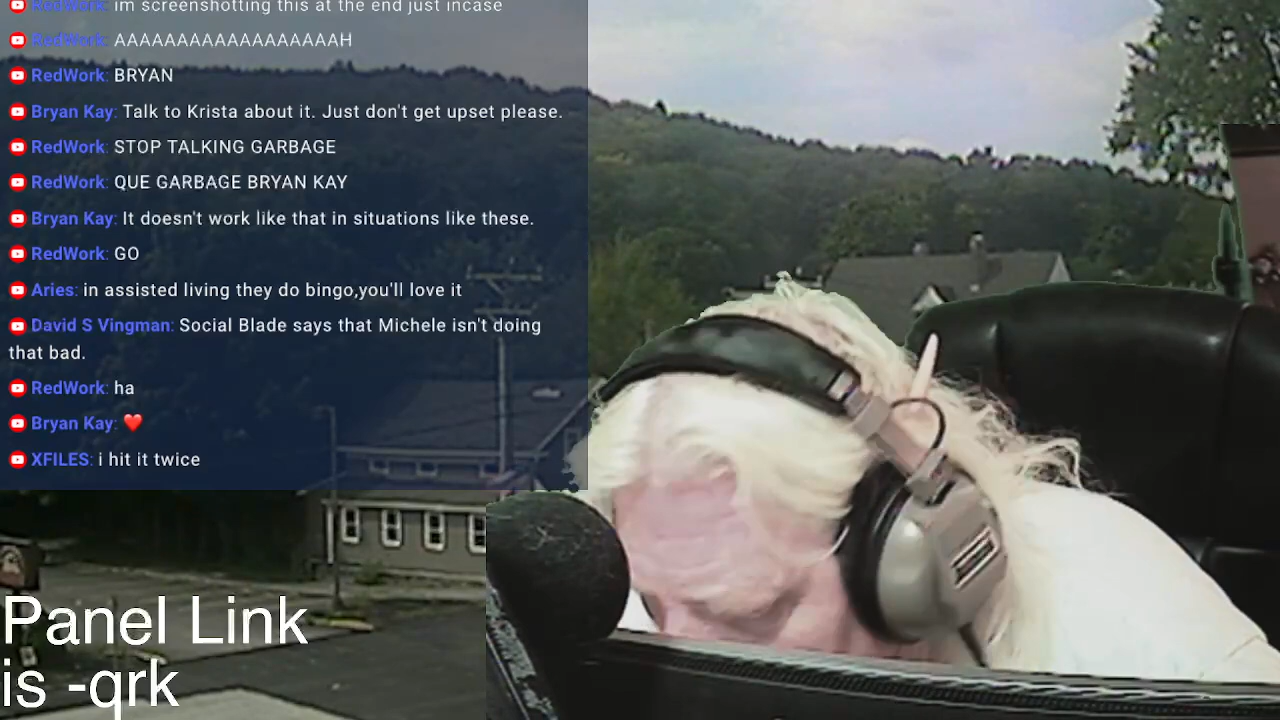 RedWork: im screenshotting this at the end just incase
RedWork: AAAAAAAAAAAAAAAAAAH
RedWork: BRYAN
Bryan Kay: Talk to Krista about it. Just don't get upset please.
RedWork: STOP TALKING GARBAGE
RedWork: QUE GARBAGE BRYAN KAY
Bryan Kay: It doesn't work like that in situations like these.
RedWork: GO
Aries: in assisted living they do bingo,you'll love it
David S Vingman: Social Blade says that Michele isn't doing
that bad.
RedWork: ha
Bryan Kay: ❤️
XFILES: i hit it twice
Panel Link
is -qrk